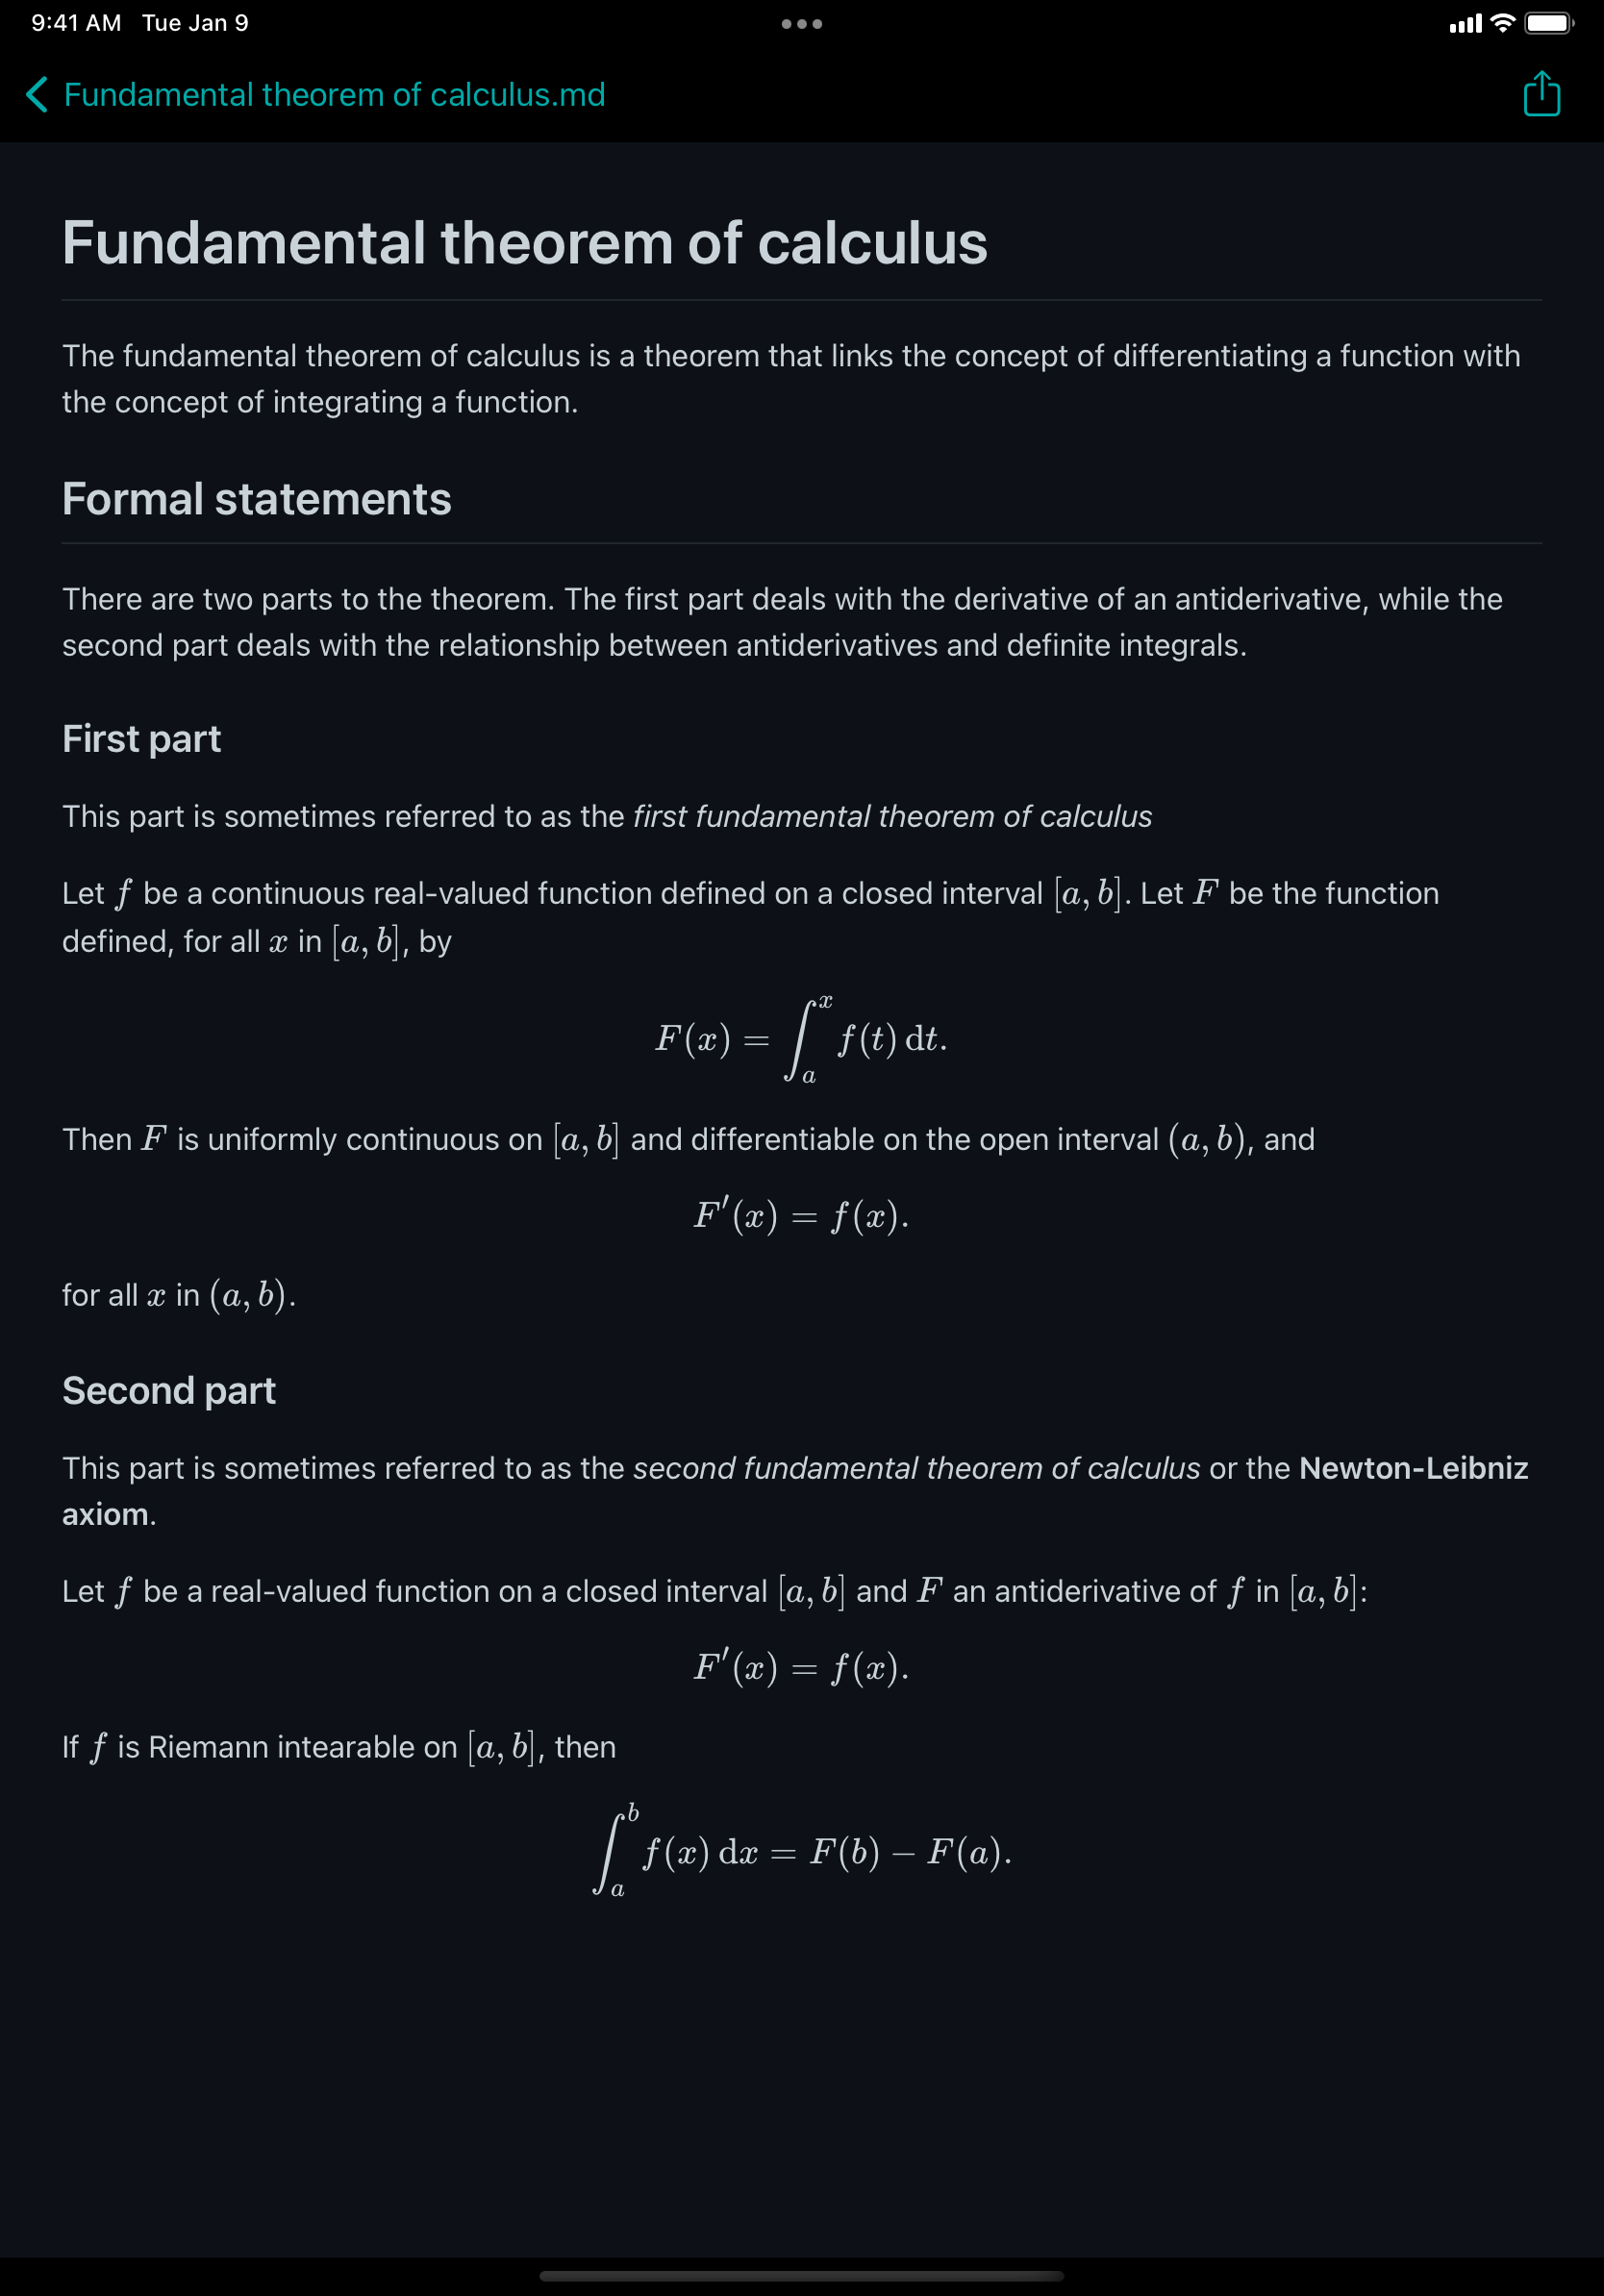 9:41 AM Tue Jan 9
Fundamental theorem of calculus.md
Fundamental theorem of calculus
The fundamental theorem of calculus is a theorem that links the concept of differentiating a function with
the concept of integrating a function.
Formal statements
There are two parts to the theorem. The first part deals with the derivative of an antiderivative, while the
second part deals with the relationship between antiderivatives and definite integrals.
First part
This part is sometimes referred to as the first fundamental theorem of calculus
Let f be a continuous real-valued function defined on a closed interval [a, b]. Let F be the function
defined, for all x in [a, b], by
F(x) = ∫_a^x f(t) dt.
Then F is uniformly continuous on [a, b] and differentiable on the open interval (a, b), and
F′(x) = f(x).
for all x in (a, b).
Second part
This part is sometimes referred to as the second fundamental theorem of calculus or the Newton-Leibniz
axiom.
Let f be a real-valued function on a closed interval [a, b] and F an antiderivative of f in [a, b]:
F′(x) = f(x).
If f is Riemann intearable on [a, b], then
∫_a^b f(x) dx = F(b) − F(a).